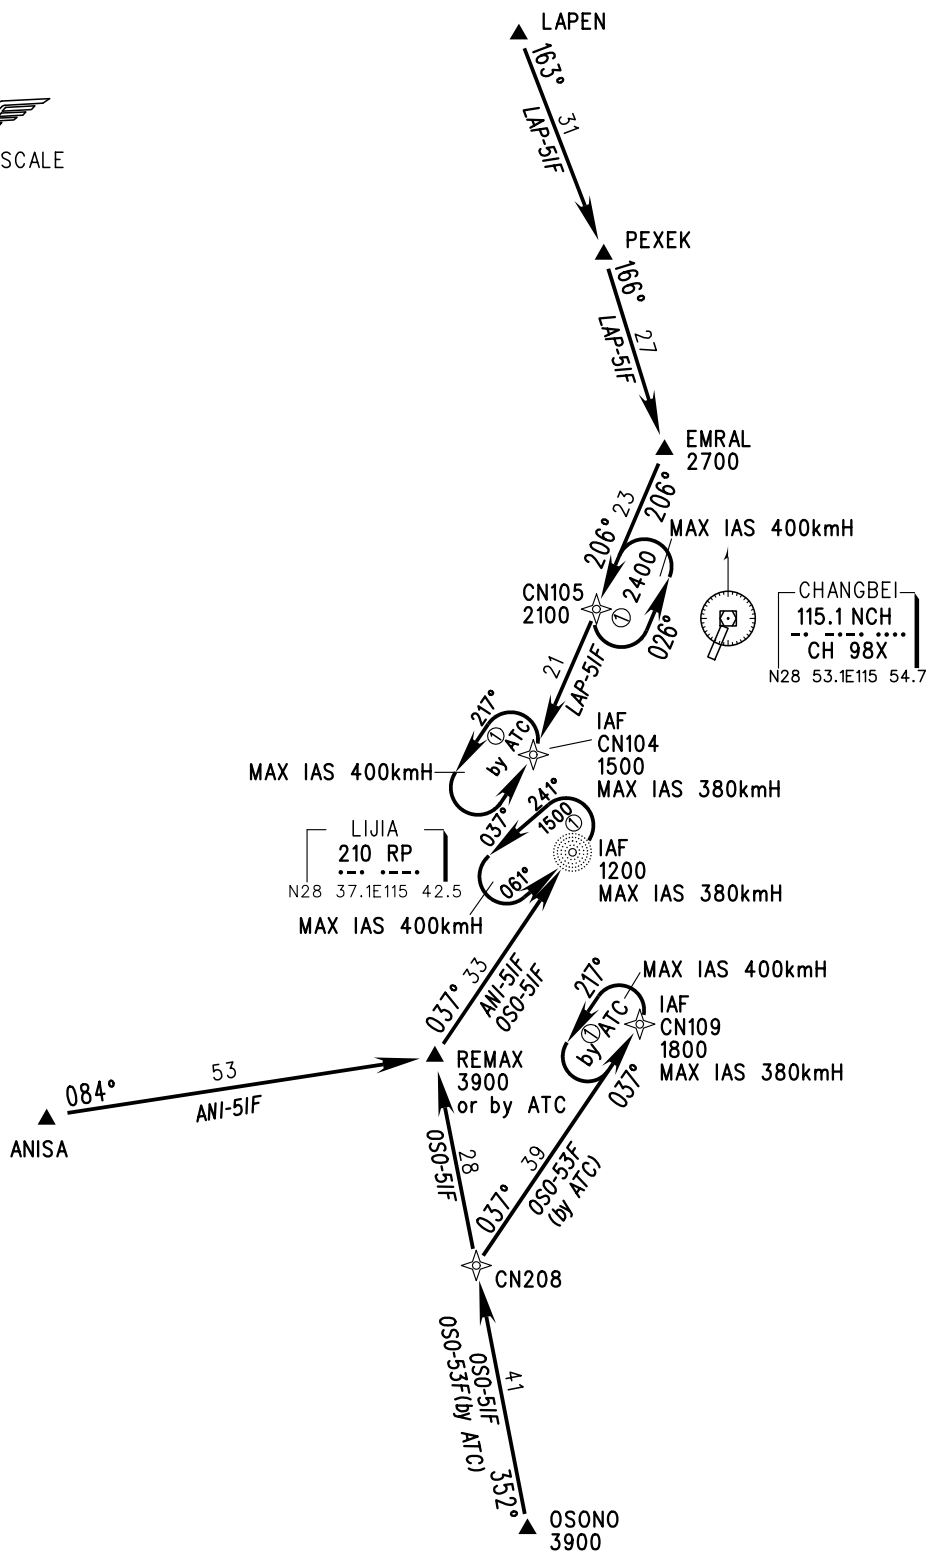 LAPEN
163°
31
LAP-51F
SCALE
PEXEK
166°
27
LAP-51F
EMRAL
2700
206°
23
206°
MAX IAS 400kmH
2400
①
026°
CN105
2100
CHANGBEI
115.1 NCH
CH 98X
N28 53.1E115 54.7
21
LAP-51F
217°
①
by ATC
037°
MAX IAS 400kmH
IAF
CN104
1500
MAX IAS 380kmH
241°
1500
①
061°
LIJIA
210 RP
N28 37.1E115 42.5
MAX IAS 400kmH
IAF
1200
MAX IAS 380kmH
037°
33
ANI-51F
OSO-51F
217°
MAX IAS 400kmH
①
by ATC
IAF
CN109
1800
MAX IAS 380kmH
037°
REMAX
3900
or by ATC
084°
53
ANI-51F
ANISA
28
OSO-51F
037°
39
OSO-53F
(by ATC)
CN208
41
OSO-51F
OSO-53F(by ATC)
352°
OSONO
3900